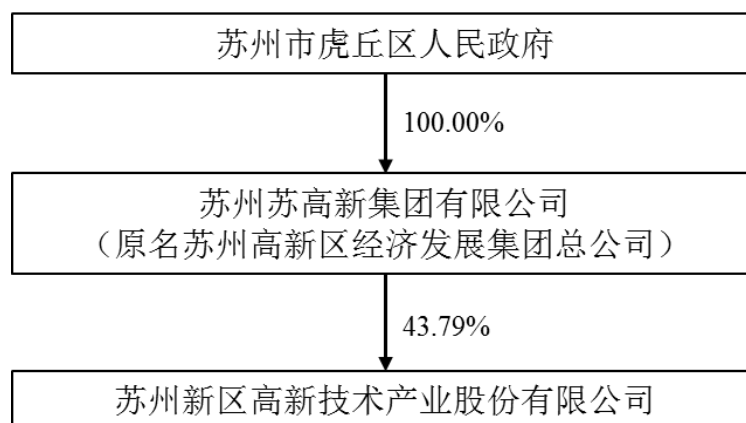 苏州市虎丘区人民政府
100.00%
苏州苏高新集团有限公司
（原名苏州高新区经济发展集团总公司）
43.79%
苏州新区高新技术产业股份有限公司